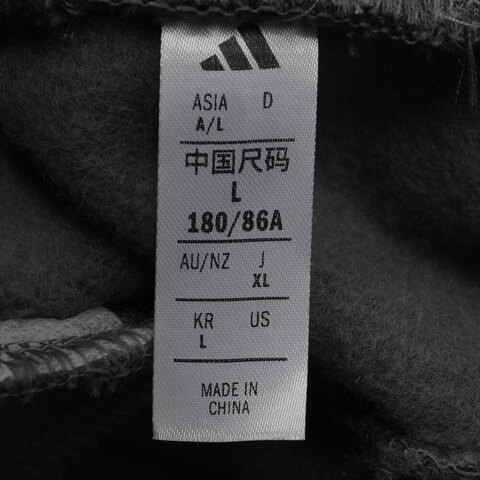 ASIA D
A/L
中国尺码
L
180/86A
AU/NZ J
XL
KR US
L
MADE IN
CHINA